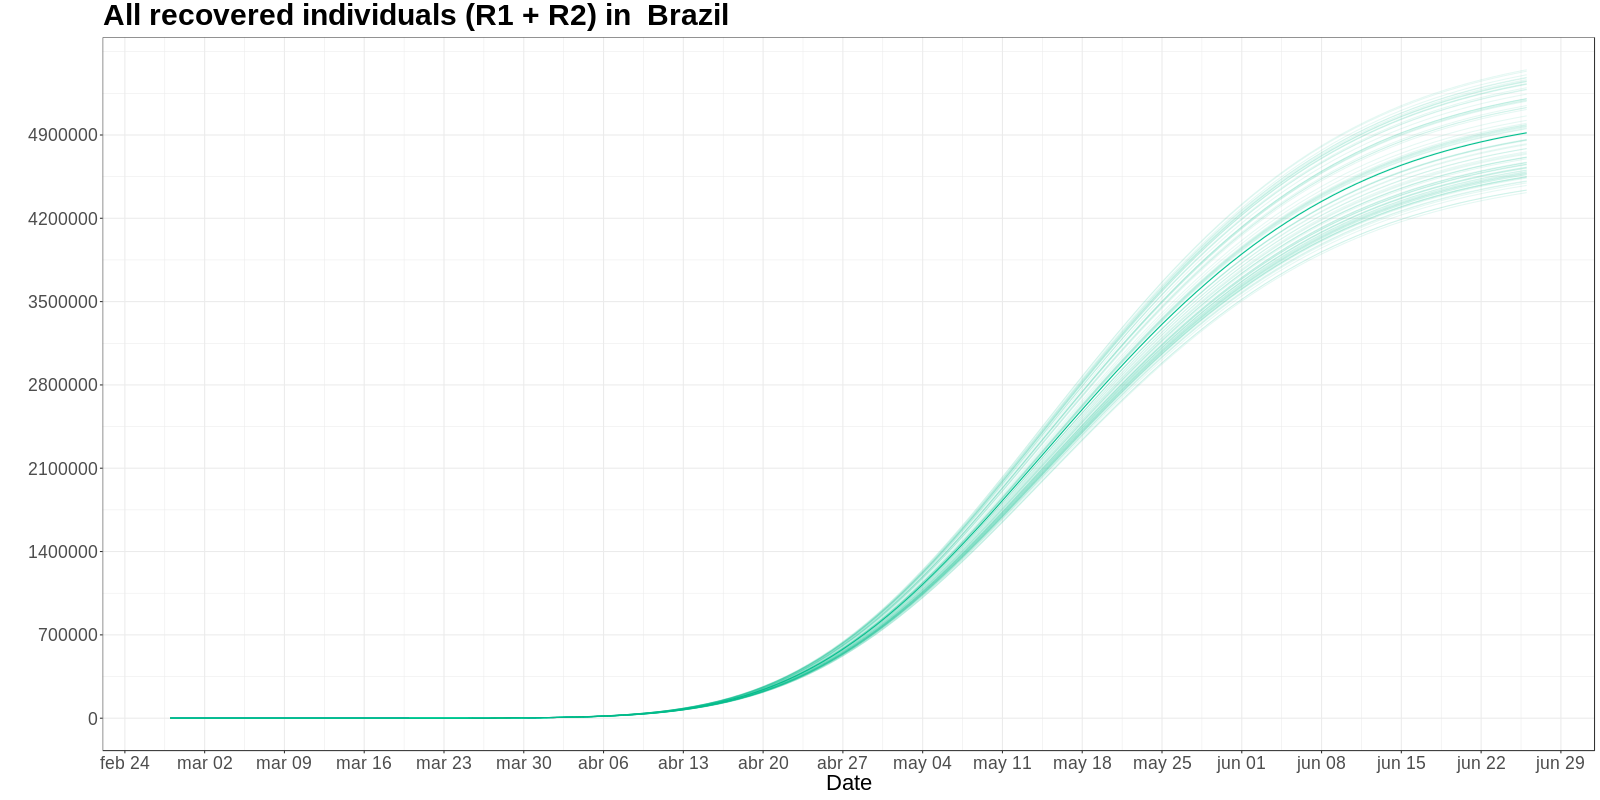 All recovered individuals (R1 + R2) in  Brazil
4900000
4200000
3500000
2800000
2100000
1400000
700000
0
feb 24 mar 02 mar 09 mar 16 mar 23 mar 30 abr 06 abr 13 abr 20 abr 27 may 04 may 11 may 18 may 25 jun 01 jun 08 jun 15 jun 22 jun 29
Date